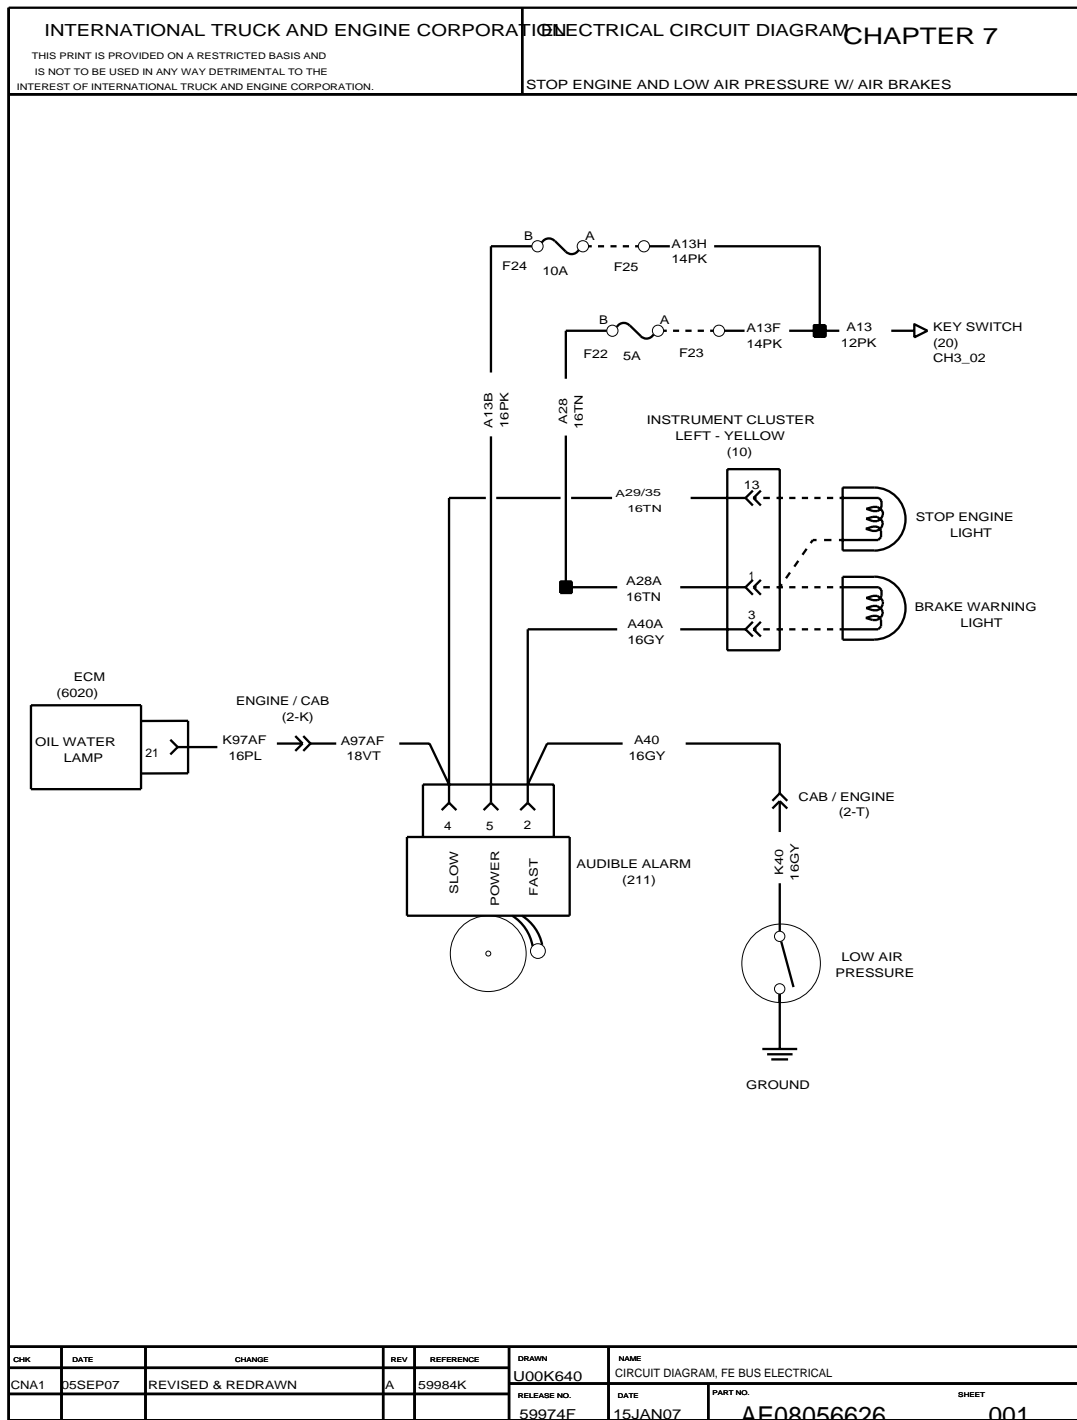 INTERNATIONAL TRUCK AND ENGINE CORPORATION
ELECTRICAL CIRCUIT DIAGRAM
CHAPTER 7
THIS PRINT IS PROVIDED ON A RESTRICTED BASIS AND
IS NOT TO BE USED IN ANY WAY DETRIMENTAL TO THE
INTEREST OF INTERNATIONAL TRUCK AND ENGINE CORPORATION.
STOP ENGINE AND LOW AIR PRESSURE W/ AIR BRAKES
B
A
A13H
14PK
F24
10A
F25
B
A
A13F
14PK
A13
12PK
KEY SWITCH
(20)
CH3_02
F22
5A
F23
A13B
16PK
A28
16TN
INSTRUMENT CLUSTER
LEFT - YELLOW
(10)
A29/35
16TN
13
STOP ENGINE
LIGHT
A28A
16TN
1
A40A
16GY
3
BRAKE WARNING
LIGHT
ECM
(6020)
OIL WATER
LAMP
21
K97AF
16PL
ENGINE / CAB
(2-K)
A97AF
18VT
A40
16GY
CAB / ENGINE
(2-T)
4
5
2
SLOW
POWER
FAST
AUDIBLE ALARM
(211)
K40
16GY
LOW AIR
PRESSURE
GROUND
CHK
DATE
CHANGE
REV
REFERENCE
DRAWN
NAME
CNA1
05SEP07
REVISED & REDRAWN
A
59984K
U00K640
CIRCUIT DIAGRAM, FE BUS ELECTRICAL
RELEASE NO.
DATE
PART NO.
SHEET
59974F
15JAN07
AE08056626
001